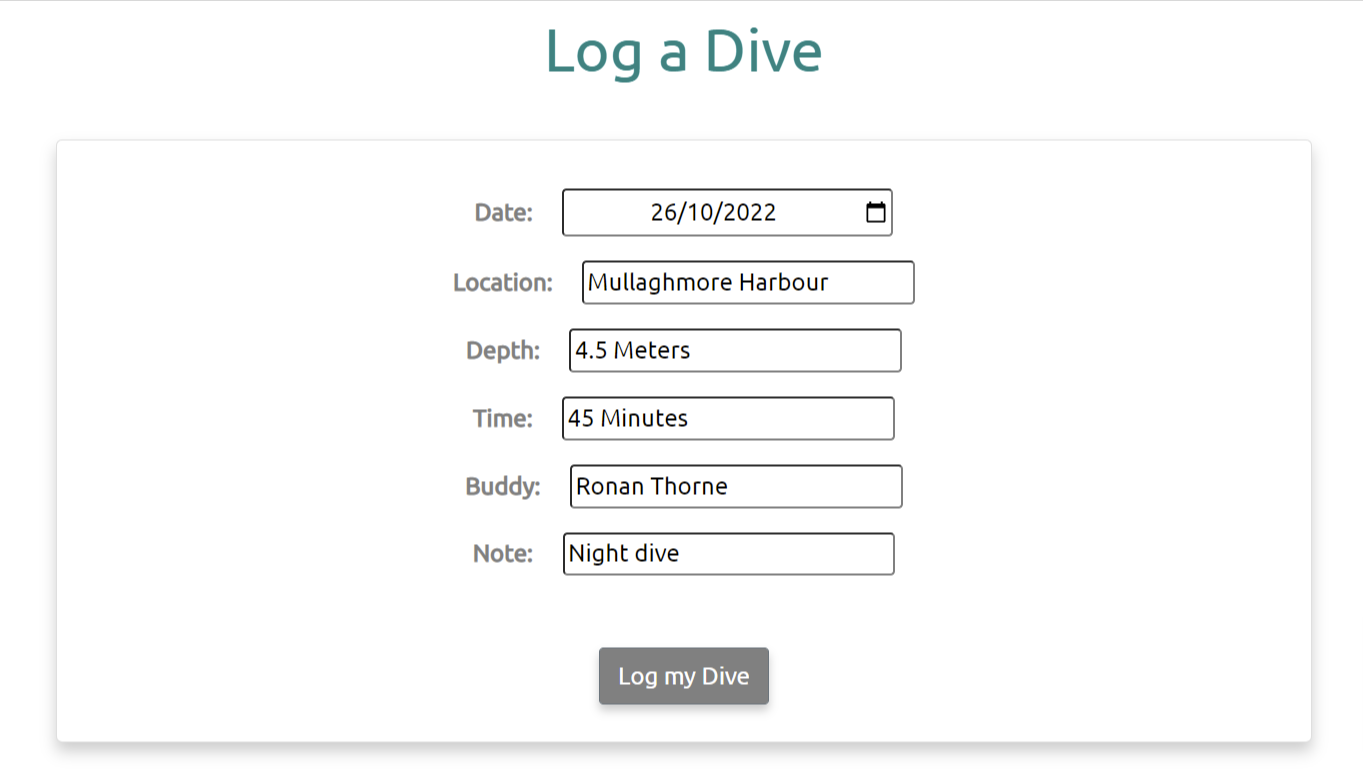 Log a Dive
Date: 26/10/2022
Location: Mullaghmore Harbour
Depth: 4.5 Meters
Time: 45 Minutes
Buddy: Ronan Thorne
Note: Night dive
Log my Dive